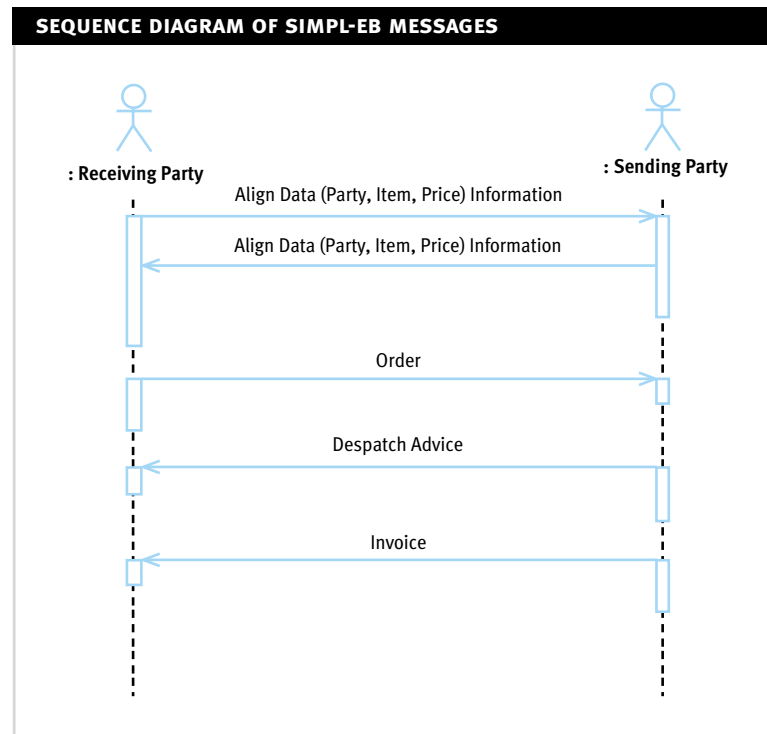 SEQUENCE DIAGRAM OF SIMPL-EB MESSAGES
: Receiving Party
: Sending Party
Align Data (Party, Item, Price) Information
Align Data (Party, Item, Price) Information
Order
Despatch Advice
Invoice